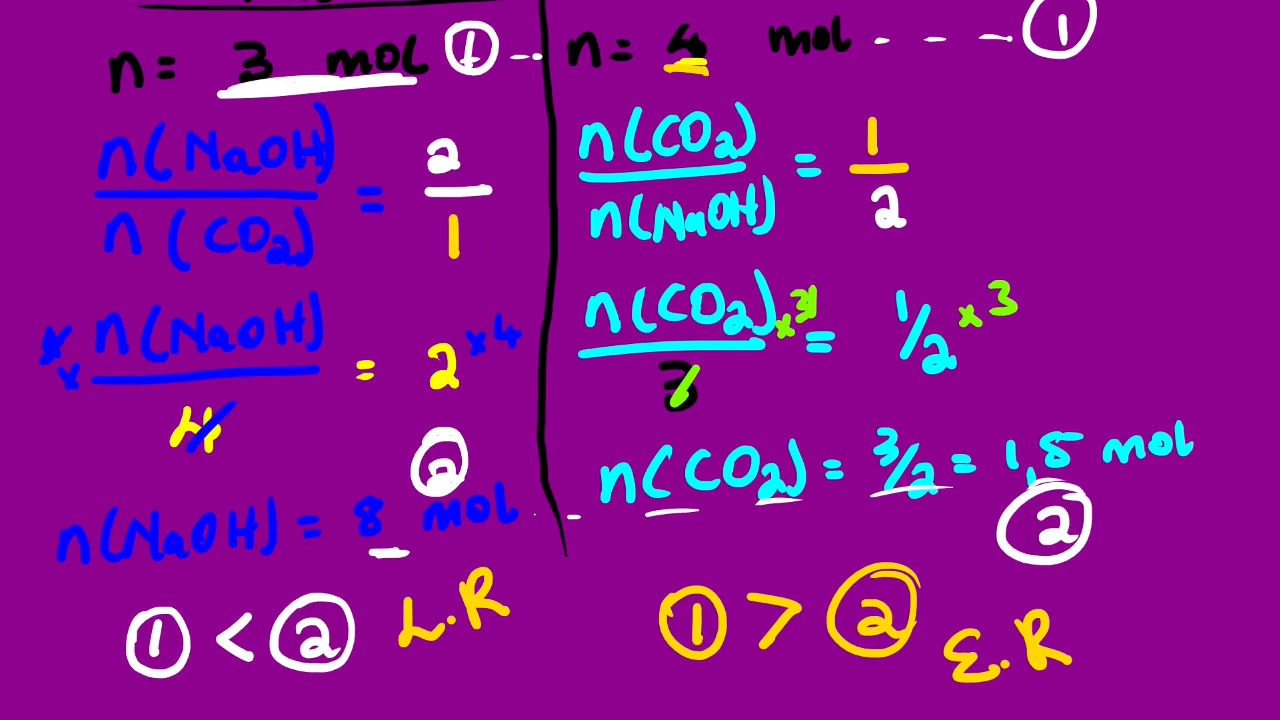 n = 3 mol ①
n(NaOH)
n(CO₂)
= 2
1
x n(NaOH)
x
4
= 2 x 4
②
n(NaOH) = 8 mol
① < ② L.R
n = 4 mol - - - - ①
n(CO₂)
n(NaOH)
= 1
2
n(CO₂) x 3
3
= 1/2 x 3
n(CO₂) = 3/2 = 1,5 mol
②
① > ② E.R